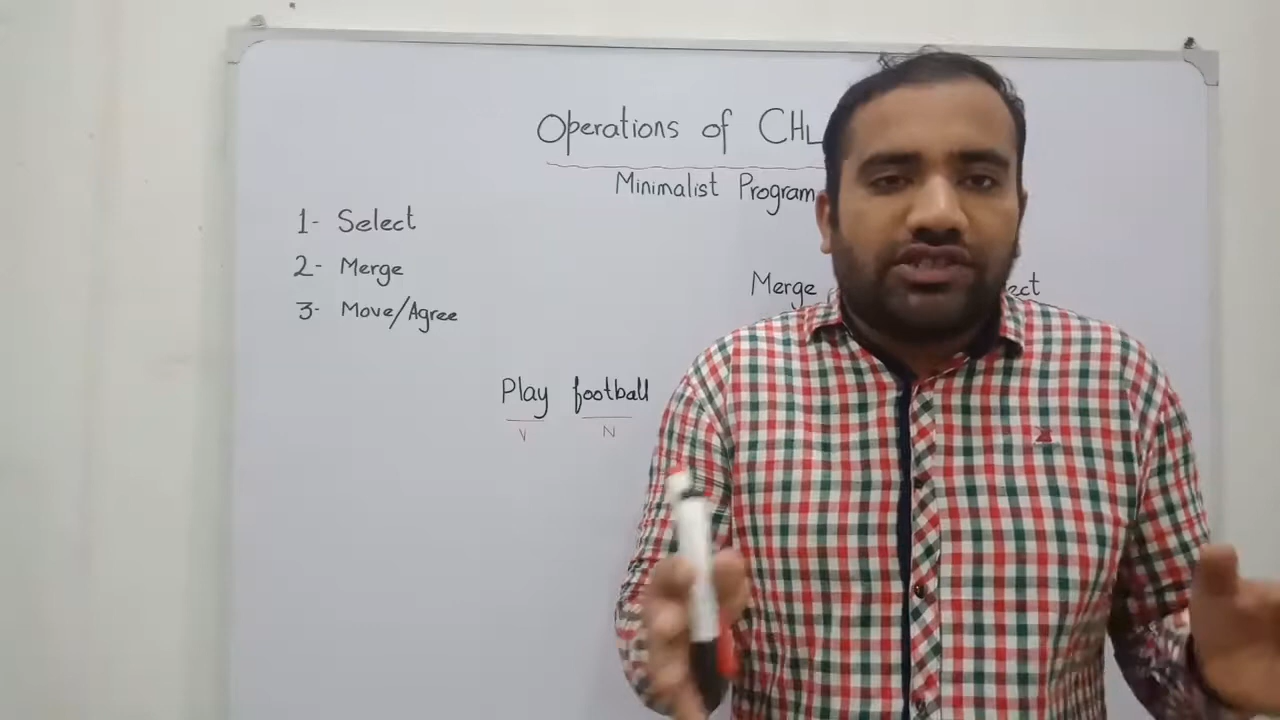 Operations of CHL
Minimalist Program
1- Select
2- Merge
3- Move/Agree
Merge
Play football
V N